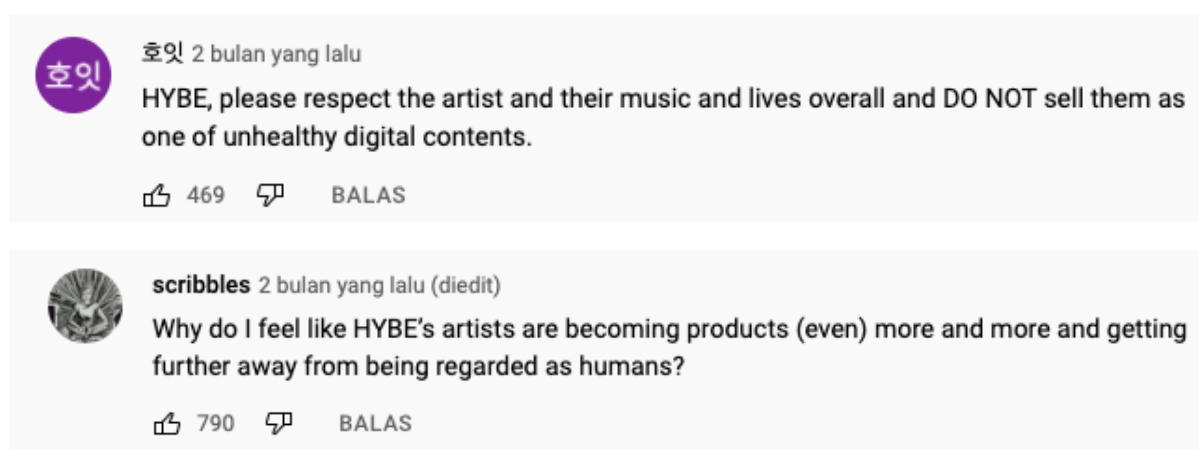 호잇
호잇 2 bulan yang lalu
HYBE, please respect the artist and their music and lives overall and DO NOT sell them as
one of unhealthy digital contents.
469 BALAS
scribbles 2 bulan yang lalu (diedit)
Why do I feel like HYBE’s artists are becoming products (even) more and more and getting
further away from being regarded as humans?
790 BALAS